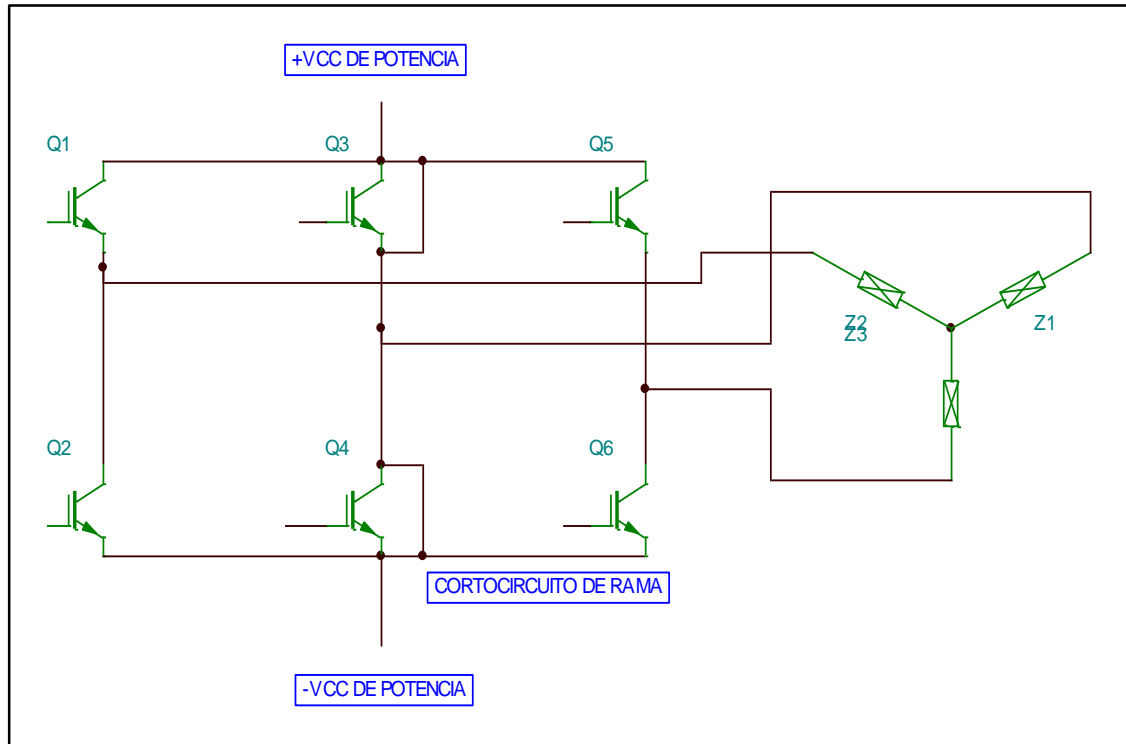 +VCC DE POTENCIA
Q1
Q3
Q5
Z2
Z3
Z1
Q2
Q4
Q6
CORTOCIRCUITO DE RAMA
-VCC DE POTENCIA